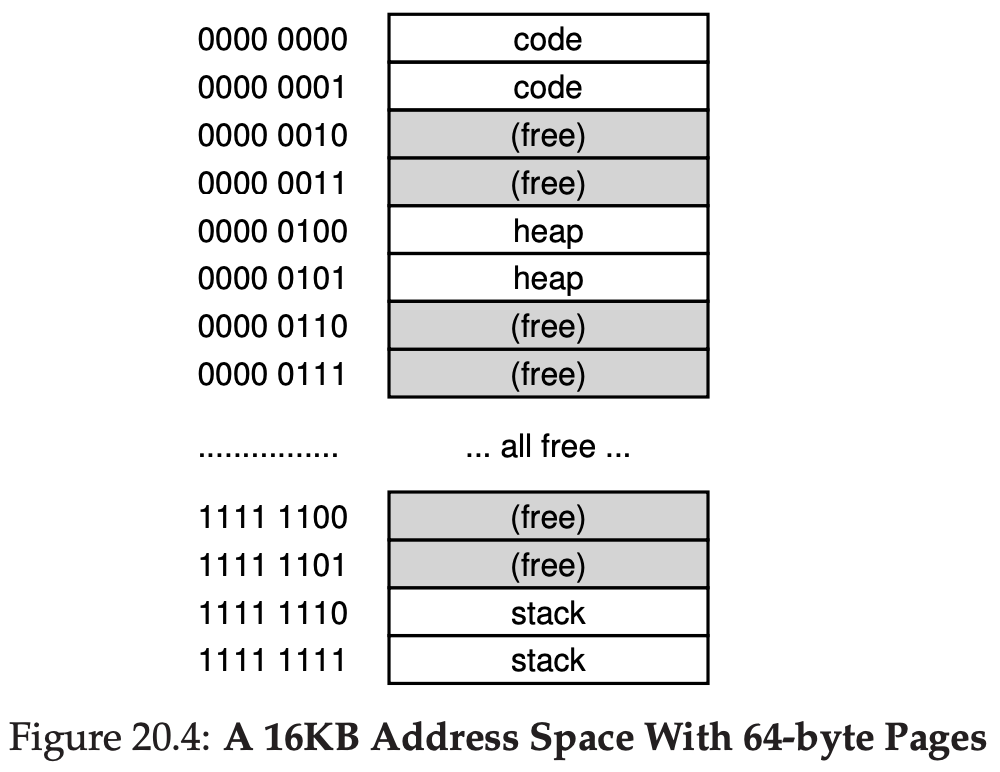 0000 0000 code
0000 0001 code
0000 0010 (free)
0000 0011 (free)
0000 0100 heap
0000 0101 heap
0000 0110 (free)
0000 0111 (free)
................ ... all free ...
1111 1100 (free)
1111 1101 (free)
1111 1110 stack
1111 1111 stack
Figure 20.4: A 16KB Address Space With 64-byte Pages